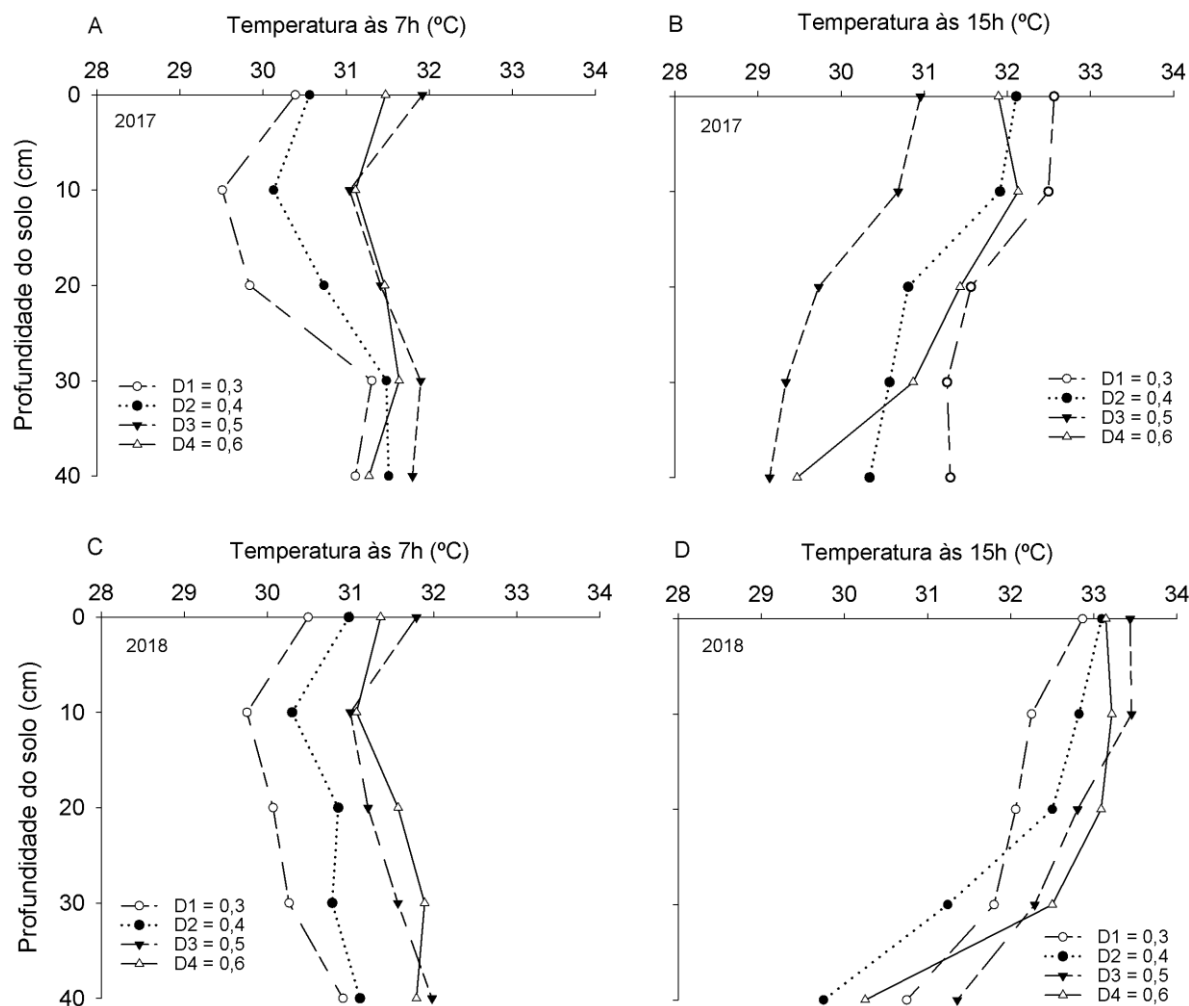 A
Temperatura às 7h (ºC)
28 29 30 31 32 33 34
Profundidade do solo (cm)
0
10
20
30
40
2017
D1 = 0,3
D2 = 0,4
D3 = 0,5
D4 = 0,6
B
Temperatura às 15h (ºC)
28 29 30 31 32 33 34
2017
D1 = 0,3
D2 = 0,4
D3 = 0,5
D4 = 0,6
C
Temperatura às 7h (ºC)
28 29 30 31 32 33 34
Profundidade do solo (cm)
0
10
20
30
40
2018
D1 = 0,3
D2 = 0,4
D3 = 0,5
D4 = 0,6
D
Temperatura às 15h (ºC)
28 29 30 31 32 33 34
2018
D1 = 0,3
D2 = 0,4
D3 = 0,5
D4 = 0,6